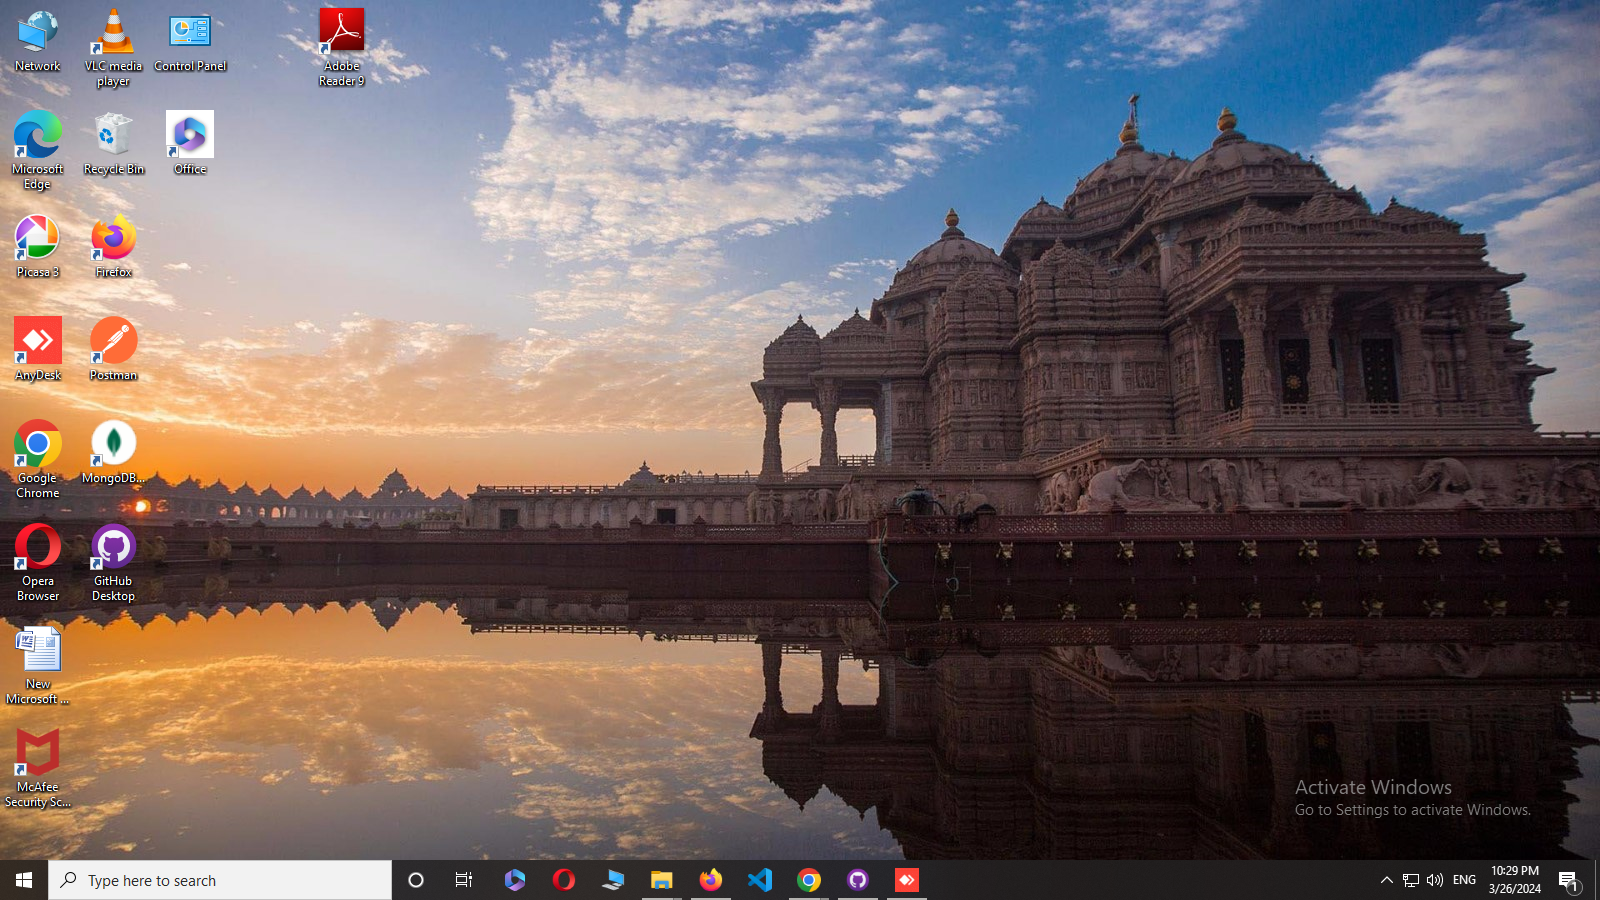 Network
VLC media
player
Control Panel
Adobe
Reader 9
Microsoft
Edge
Recycle Bin
Office
Picasa 3
Firefox
AnyDesk
Postman
Google
Chrome
MongoDB...
Opera
Browser
GitHub
Desktop
New
Microsoft ...
McAfee
Security Sc...
Activate Windows
Go to Settings to activate Windows.
Type here to search
ENG
10:29 PM
3/26/2024
1